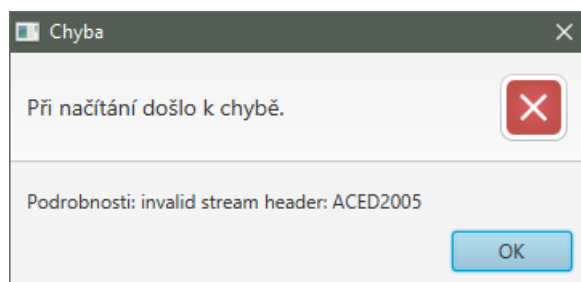 Chyba
Při načítání došlo k chybě.
Podrobnosti: invalid stream header: ACED2005
OK